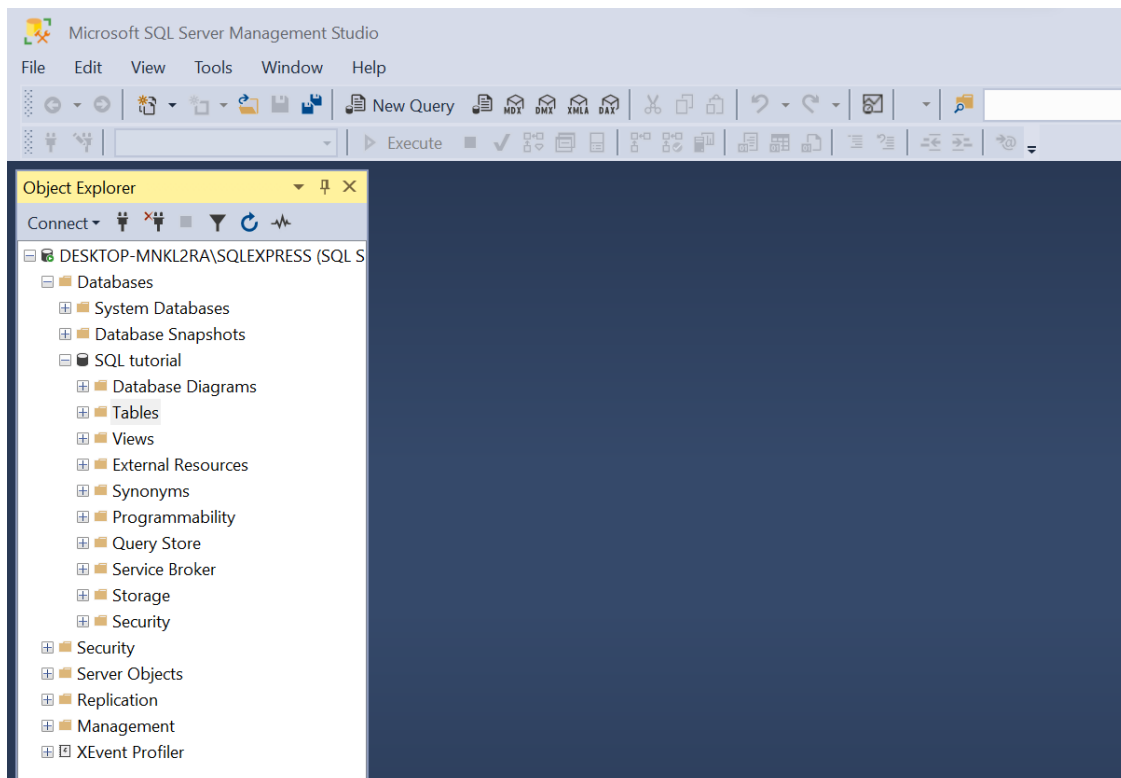 Microsoft SQL Server Management Studio
File Edit View Tools Window Help
New Query MDX DMX XMLA DAX
Execute
Object Explorer
Connect
DESKTOP-MNKL2RA\SQLEXPRESS (SQL S
Databases
System Databases
Database Snapshots
SQL tutorial
Database Diagrams
Tables
Views
External Resources
Synonyms
Programmability
Query Store
Service Broker
Storage
Security
Security
Server Objects
Replication
Management
XEvent Profiler